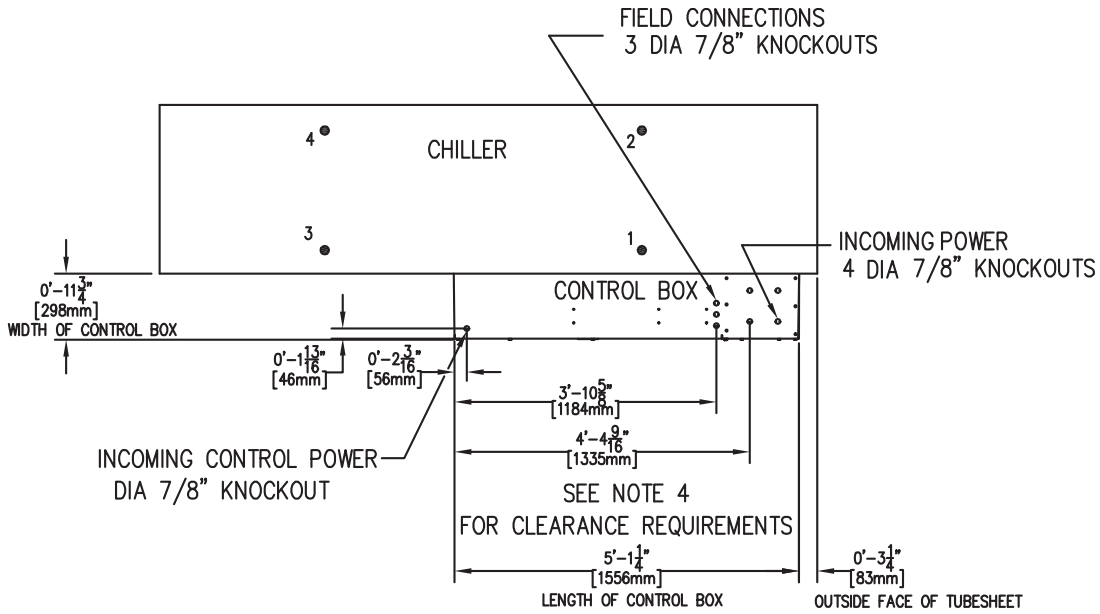 FIELD CONNECTIONS
3 DIA 7/8" KNOCKOUTS
4
2
CHILLER
3
1
INCOMING POWER
4 DIA 7/8" KNOCKOUTS
CONTROL BOX
0'-11 3/4"
[298mm]
WIDTH OF CONTROL BOX
0'-1 13/16"
[46mm]
0'-2 3/16"
[56mm]
3'-10 5/8"
[1184mm]
4'-4 9/16"
[1335mm]
INCOMING CONTROL POWER
DIA 7/8" KNOCKOUT
SEE NOTE 4
FOR CLEARANCE REQUIREMENTS
5'-1 1/4"
[1556mm]
LENGTH OF CONTROL BOX
0'-3 1/4"
[83mm]
OUTSIDE FACE OF TUBESHEET